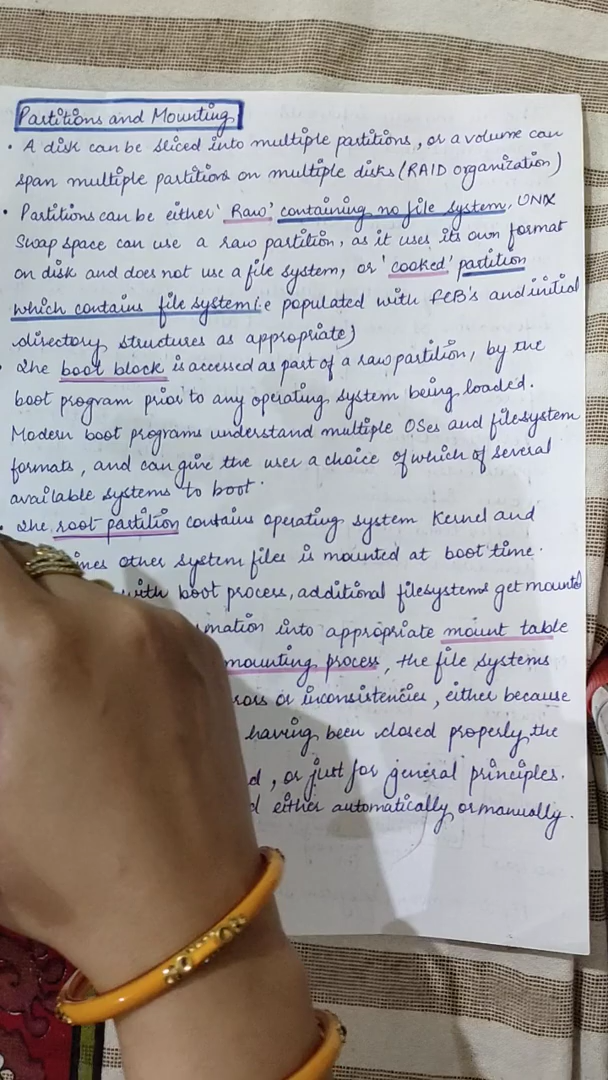 Partitions and Mounting
• A disk can be sliced into multiple partitions, or a volume can
span multiple partitions on multiple disks (RAID organization)
• Partitions can be either 'Raw' containing no file system, UNIX
Swap space can use a raw partition, as it uses its own format
on disk and does not use a file system, or 'cooked' partition
which contains file system i.e populated with FCB's and initial
directory structures as appropriate)
• The boot block is accessed as part of a raw partition, by the
boot program prior to any operating system being loaded.
Modern boot programs understand multiple OSes and filesystem
formats, and can give the user a choice of which of several
available systems to boot.
• The root partition contains operating system Kernel and
other system files is mounted at boot time.
with boot process, additional filesystems get mounted
into appropriate mount table
mounting process, the file systems
or inconsistencies, either because
having been closed properly the
, or just for general principles.
either automatically or manually.